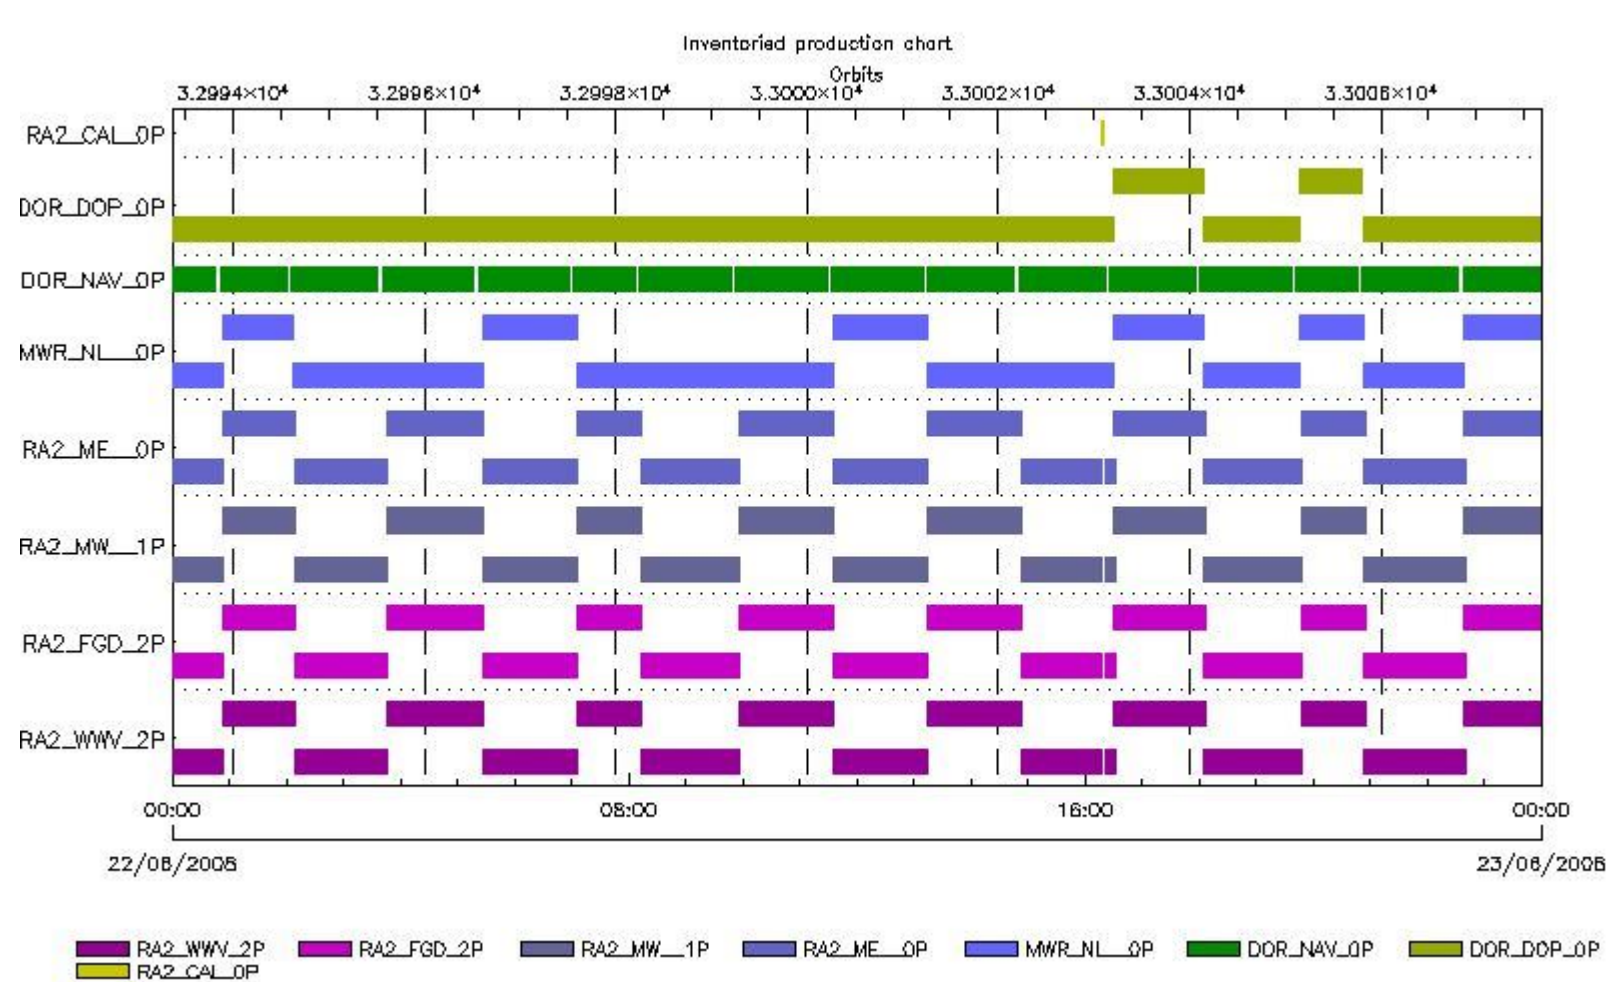 Inventoried production chart
Orbits
3.2994×10⁴ 3.2996×10⁴ 3.2998×10⁴ 3.3000×10⁴ 3.3002×10⁴ 3.3004×10⁴ 3.3006×10⁴
RA2_CAL_0P
DOR_DOP_0P
DOR_NAV_0P
MWR_NL__0P
RA2_ME__0P
RA2_MW__1P
RA2_FGD_2P
RA2_WWV_2P
00:00 08:00 16:00 00:00
22/06/2008 23/06/2008
RA2_WWV_2P RA2_FGD_2P RA2_MW__1P RA2_ME__0P MWR_NL__0P DOR_NAV_0P DOR_DOP_0P
RA2_CAL_0P